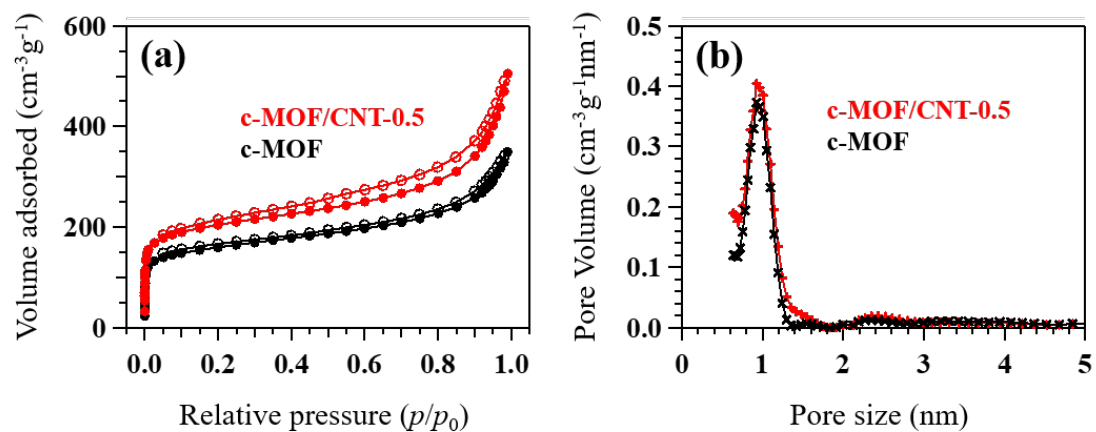 (a)
c-MOF/CNT-0.5
c-MOF
600
400
200
0
0.0 0.2 0.4 0.6 0.8 1.0
Volume adsorbed (cm⁻³g⁻¹)
Relative pressure (p/p₀)
(b)
c-MOF/CNT-0.5
c-MOF
0.5
0.4
0.3
0.2
0.1
0.0
0 1 2 3 4 5
Pore Volume (cm⁻³g⁻¹nm⁻¹)
Pore size (nm)